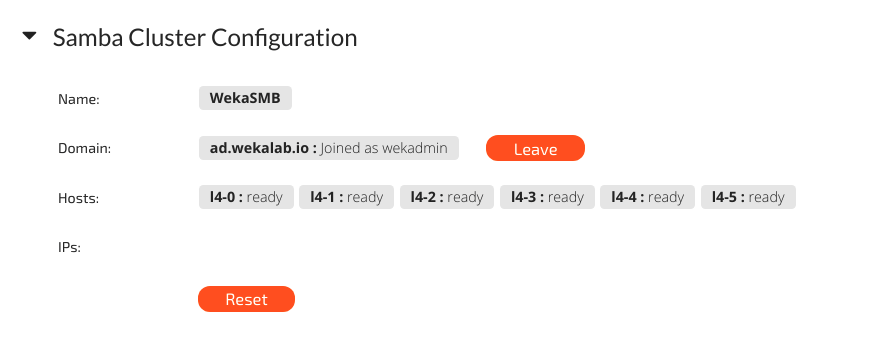 Samba Cluster Configuration
Name: WekaSMB
Domain: ad.wekalab.io : Joined as wekadmin Leave
Hosts: l4-0 : ready l4-1 : ready l4-2 : ready l4-3 : ready l4-4 : ready l4-5 : ready
IPs:
Reset